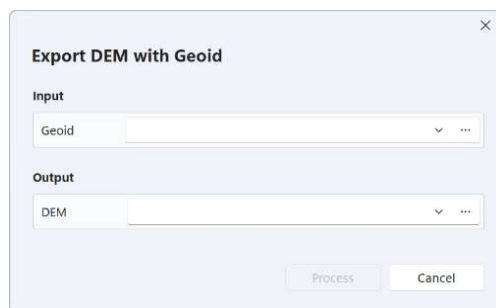 Export DEM with Geoid
Input
Geoid
Output
DEM
Process
Cancel